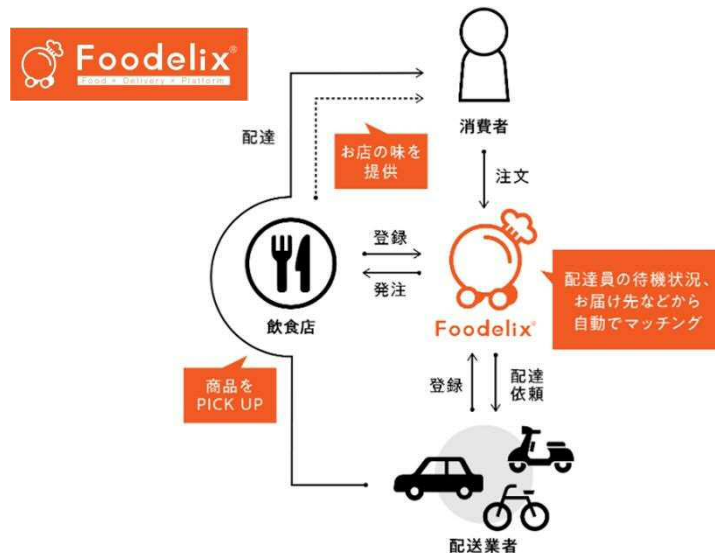 Foodelix®
Food × Delivery × Platform
消費者
配達
お店の味を
提供
注文
登録
発注
飲食店
Foodelix®
配達員の待機状況、
お届け先などから
自動でマッチング
商品を
PICK UP
登録
配達
依頼
配送業者